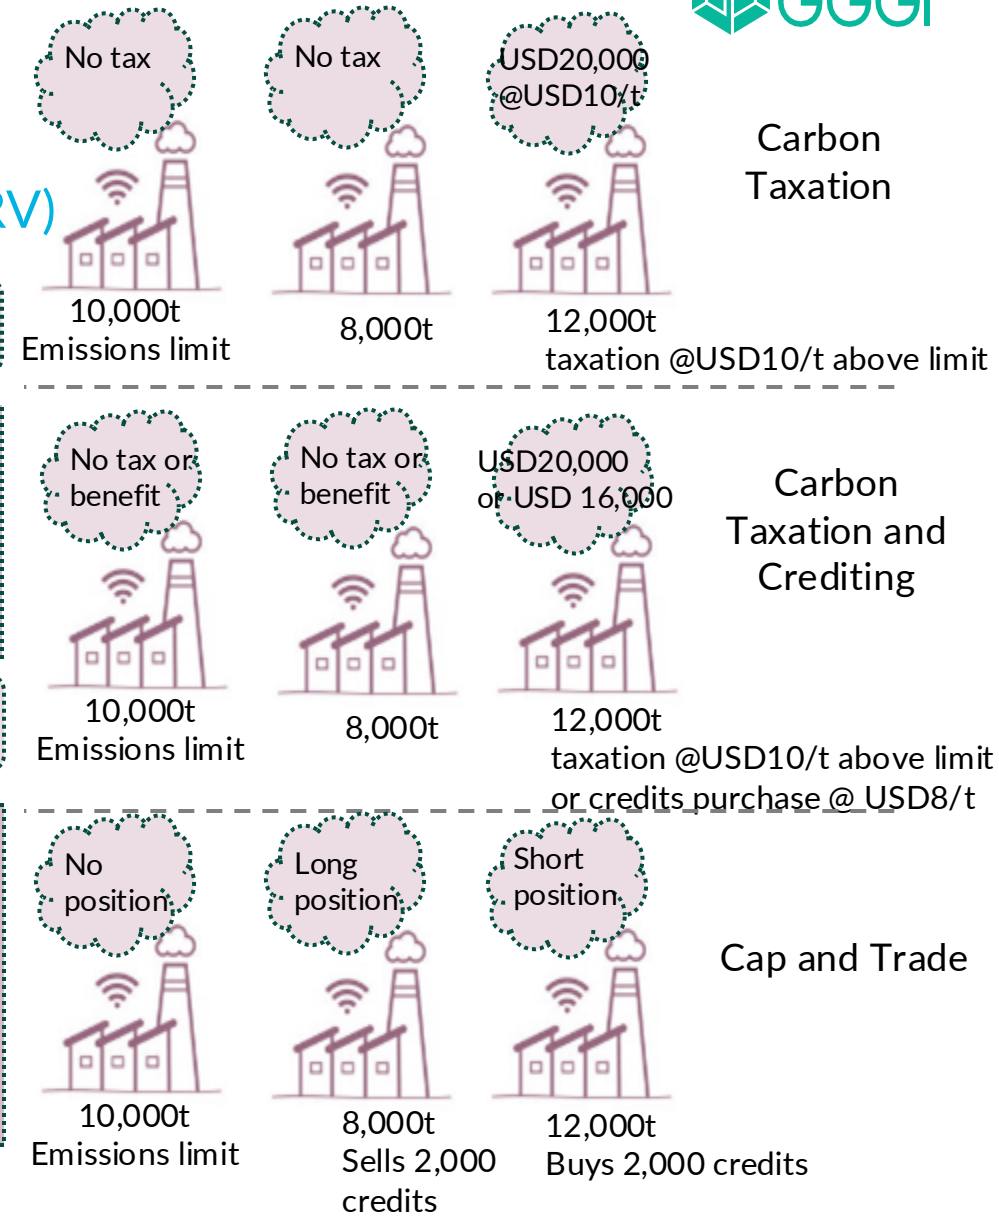 GGGI
No tax
No tax
USD20,000
@USD10/t
Carbon
Taxation
RV)
10,000t
Emissions limit
8,000t
12,000t
taxation @USD10/t above limit
No tax or
benefit
No tax or
benefit
USD20,000
or USD 16,000
Carbon
Taxation and
Crediting
10,000t
Emissions limit
8,000t
12,000t
taxation @USD10/t above limit
or credits purchase @ USD8/t
No
position
Long
position
Short
position
Cap and Trade
10,000t
Emissions limit
8,000t
Sells 2,000
credits
12,000t
Buys 2,000 credits